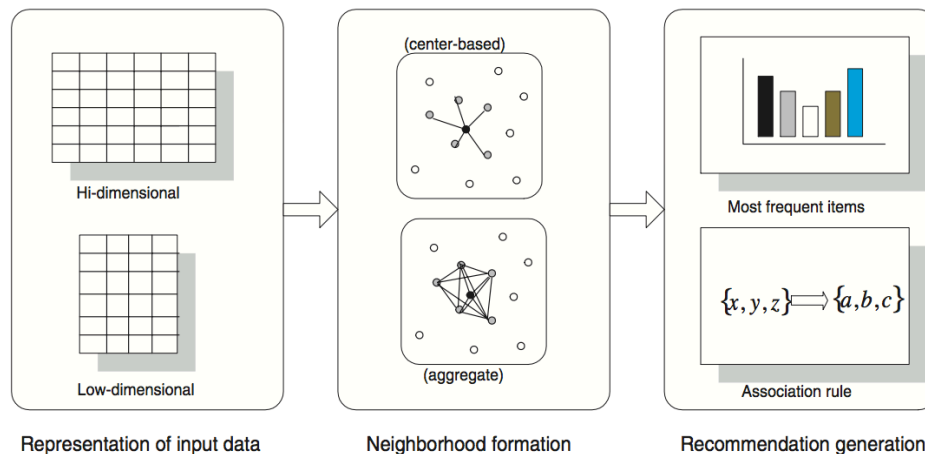 Hi-dimensional
Low-dimensional
Representation of input data
(center-based)
(aggregate)
Neighborhood formation
Most frequent items
{x, y, z} ⇒ {a, b, c}
Association rule
Recommendation generation